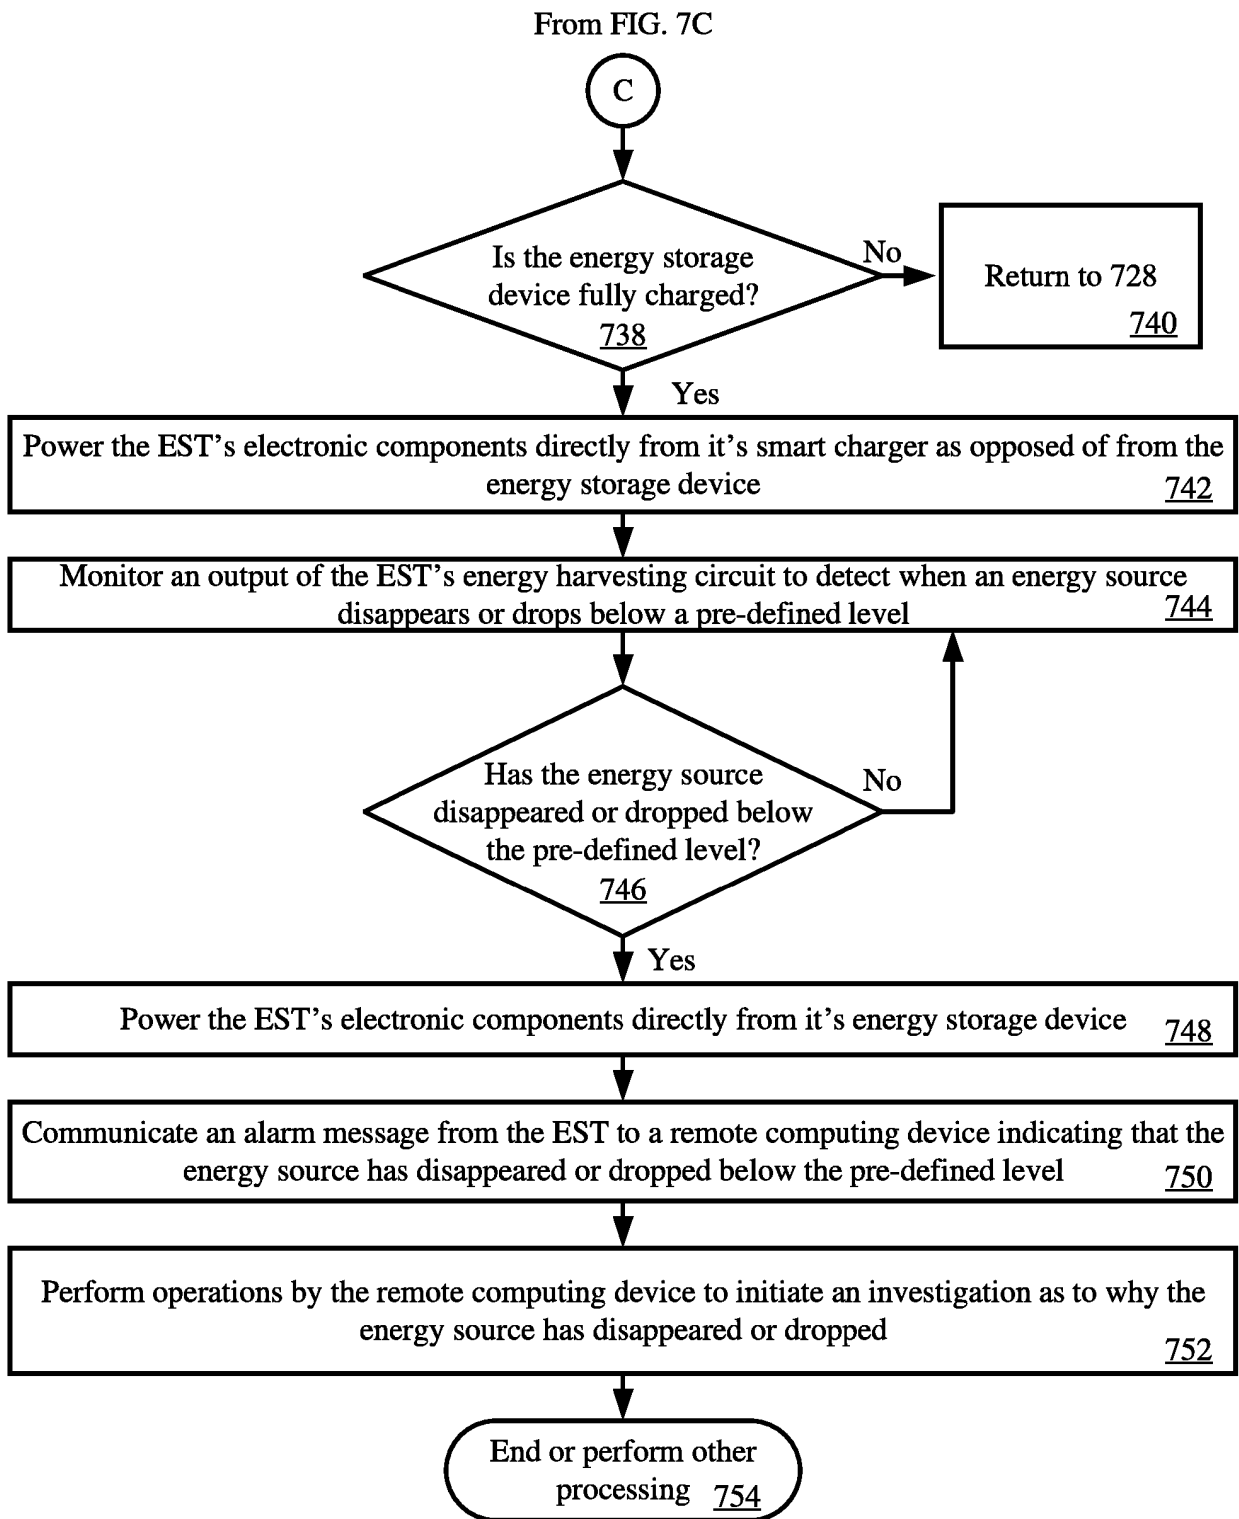 From FIG. 7C
C
Is the energy storage
device fully charged?
738
No
Return to 728
740
Yes
Power the EST’s electronic components directly from it’s smart charger as opposed of from the
energy storage device
742
Monitor an output of the EST’s energy harvesting circuit to detect when an energy source
disappears or drops below a pre-defined level
744
Has the energy source
disappeared or dropped below
the pre-defined level?
746
No
Yes
Power the EST’s electronic components directly from it’s energy storage device
748
Communicate an alarm message from the EST to a remote computing device indicating that the
energy source has disappeared or dropped below the pre-defined level
750
Perform operations by the remote computing device to initiate an investigation as to why the
energy source has disappeared or dropped
752
End or perform other
processing 754